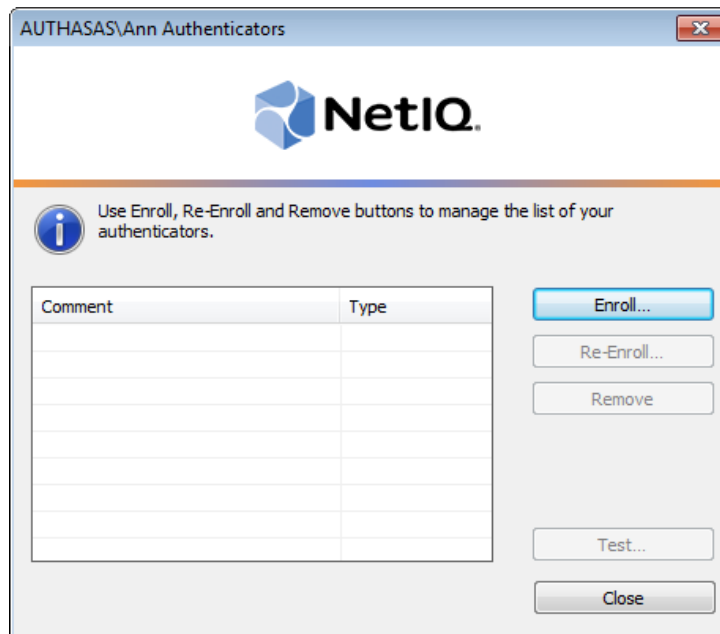 AUTHASAS\Ann Authenticators
NetIQ.
Use Enroll, Re-Enroll and Remove buttons to manage the list of your
authenticators.
Comment Type
Enroll...
Re-Enroll...
Remove
Test...
Close